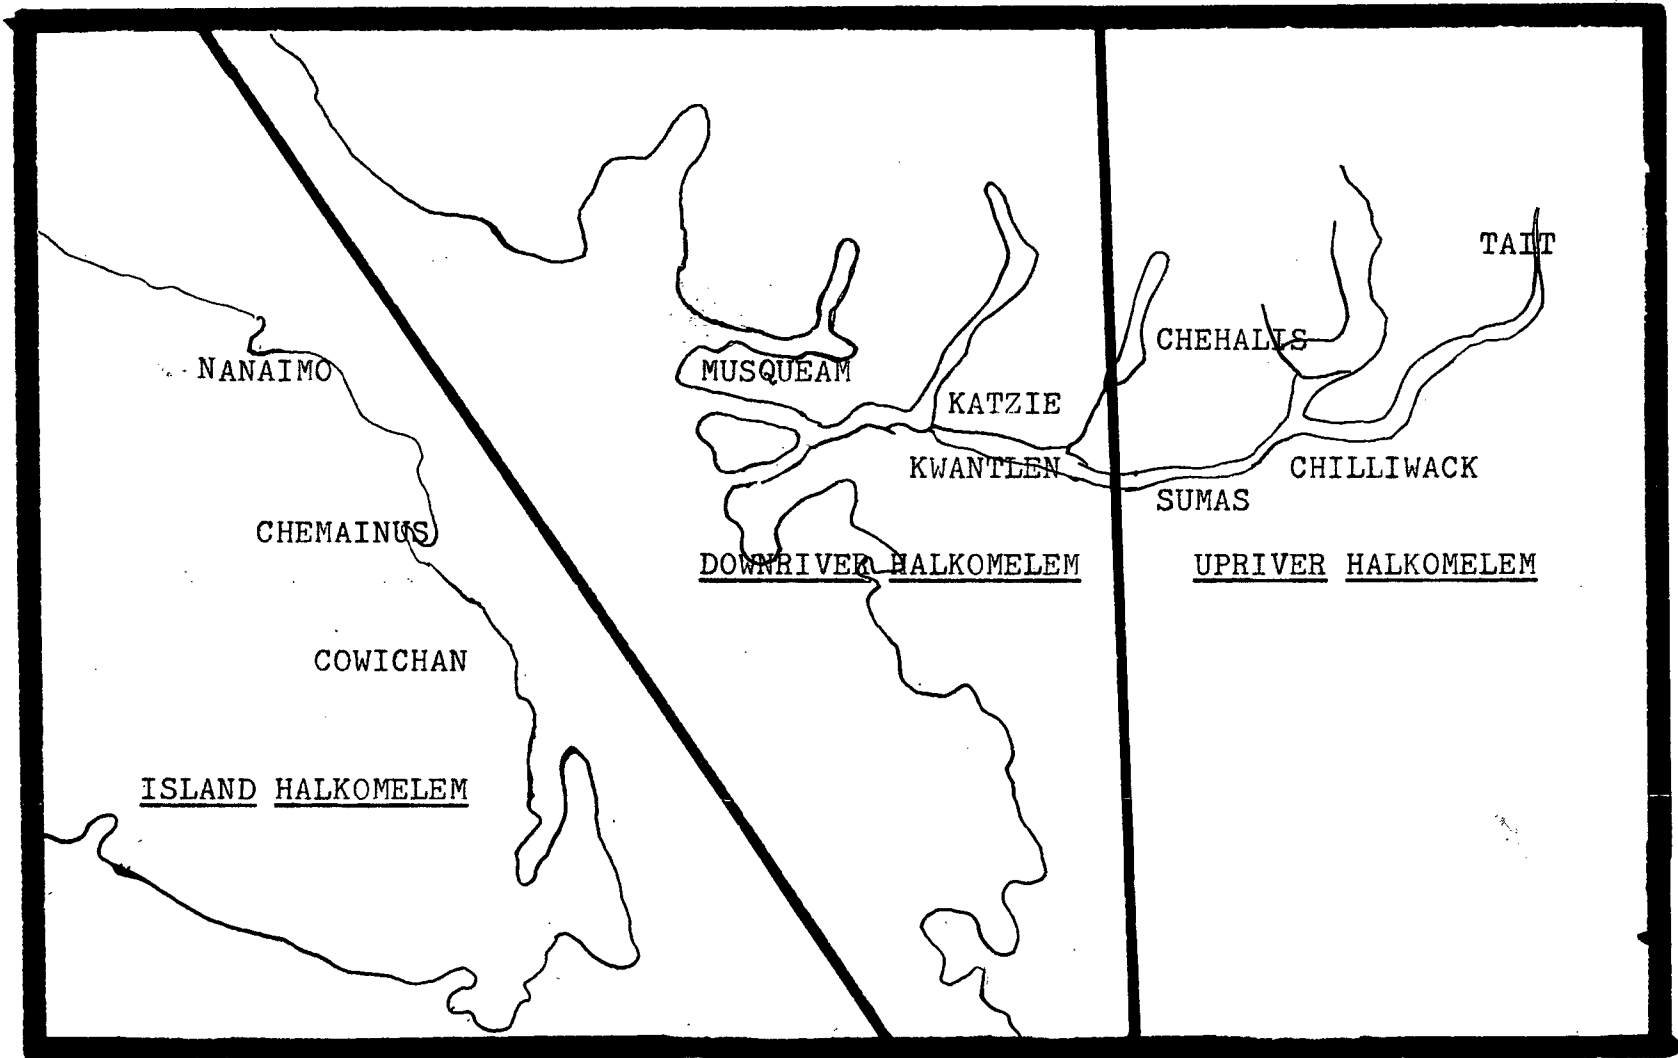 TAIT
CHEHALIS
NANAIMO
MUSQUEAM
KATZIE
KWANTLEN
CHILLIWACK
SUMAS
CHEMAINUS
DOWNRIVER HALKOMELEM
UPRIVER HALKOMELEM
COWICHAN
ISLAND HALKOMELEM